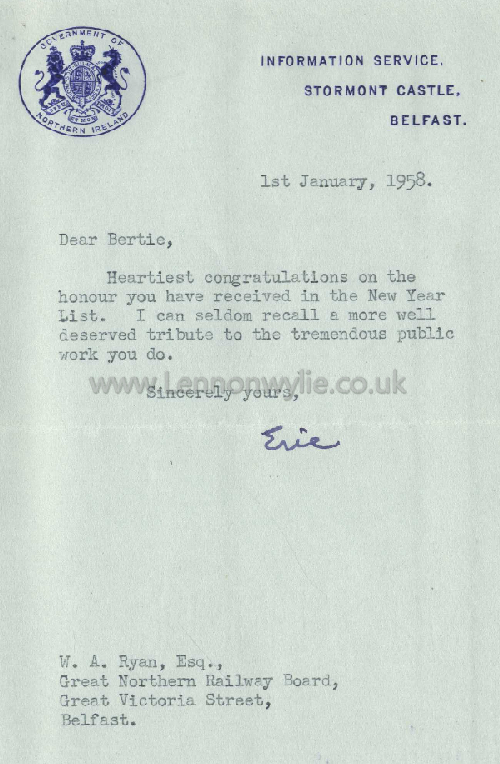 GOVERNMENT OF
NORTHERN IRELAND
INFORMATION SERVICE,
STORMONT CASTLE,
BELFAST.
1st January, 1958.
Dear Bertie,
Heartiest congratulations on the
honour you have received in the New Year
List. I can seldom recall a more well
deserved tribute to the tremendous public
work you do.
www.Lennonwylie.co.uk
Sincerely yours,
Eric
W. A. Ryan, Esq.,
Great Northern Railway Board,
Great Victoria Street,
Belfast.